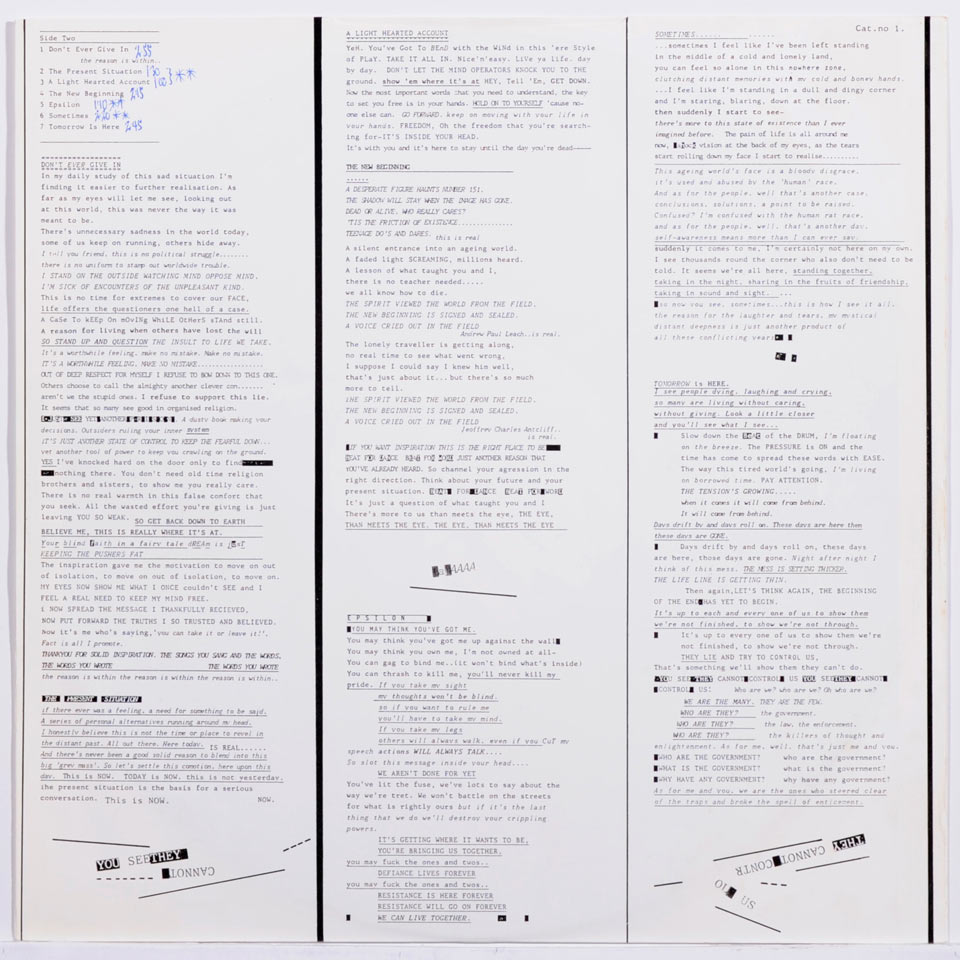 Side Two
1 Don't Ever Give In 255
the reason is within..
2 The Present Situation 130
3 A Light Hearted Account 100 3 **
4 The New Beginning 245
5 Epsilon 170 **
6 Sometimes 220 **
7 Tomorrow Is Here 245
DON'T EVER GIVE IN
In my daily study of this sad situation I'm
finding it easier to further realisation. As
far as my eyes will let me see, looking out
at this world, this was never the way it was
meant to be.
There's unnecessary sadness in the world today,
some of us keep on running, others hide away.
I tell you friend, this is no political struggle.......
there is no uniform to stamp out worldwide trouble.
I STAND ON THE OUTSIDE WATCHING MIND OPPOSE MIND.
I'M SICK OF ENCOUNTERS OF THE UNPLEASANT KIND.
This is no time for extremes to cover our FACE,
life offers the questioners one hell of a case.
A CaSe To kEEp On mOvINg WhiLE OtHerS sTAnd still.
A reason for living when others have lost the will
SO STAND UP AND QUESTION THE INSULT TO LIFE WE TAKE.
It's a worthwhile feeling, make no mistake. Make no mistake.
IT'S A WORTHWHILE FEELING, MAKE NO MISTAKE................
OUT OF DEEP RESPECT FOR MYSELF I REFUSE TO BOW DOWN TO THIS ONE.
Others choose to call the almighty another clever con.......
aren't we the stupid ones. I refuse to support this lie.
It seems that so many see good in organised religion.
YET ANOTHER A dusty book making your
decisions. Outsiders ruling your inner system
IT'S JUST ANOTHER STATE OF CONTROL TO KEEP THE FEARFUL DOWN...
yet another tool of power to keep you crawling on the ground.
YES I've knocked hard on the door only to find
nothing there. You don't need old time religion
brothers and sisters, to show me you really care.
There is no real warmth in this false comfort that
you seek. All the wasted effort you're giving is just
leaving YOU SO WEAK. SO GET BACK DOWN TO EARTH
BELIEVE ME, THIS IS REALLY WHERE IT'S AT.
Your blind faith in a fairy tale dREAm is jusT
KEEPING THE PUSHERS FAT
The inspiration gave me the motivation to move on out
of isolation, to move on out of isolation, to move on.
MY EYES NOW SHOW ME WHAT I ONCE couldn't SEE and I
FEEL A REAL NEED TO KEEP MY MIND FREE.
i NOW SPREAD THE MESSAGE I THANKFULLY RECIEVED,
NOW PUT FORWARD THE TRUTHS I SO TRUSTED AND BELIEVED.
Now it's me who's saying,'you can take or leave it!'.
Fact is all I promote.
THANKYOU FOR SOLID INSPIRATION. THE SONGS YOU SANG AND THE WORDS,
THE WORDS YOU WROTE THE WORDS YOU WROTE
the reason is within the reason is within the reason is within..
THE PRESENT SITUATION
if there ever was a feeling, a need for something to be said.
A series of personal alternatives running around my head.
I honestly believe this is not the time or place to revel in
the distant past. All out there. Here today. IS REAL......
And there's never been a good solid reason to blend into this
big 'grey mass'. So let's settle this comotion, here upon this
day. This is NOW. TODAY is NOW. this is not yesterday.
ihe present situation is the basis for a serious
conversation. This is NOW. NOW.
YOU SEE THEY
CANNOT
A LIGHT HEARTED ACCOUNT
YeH. You've Got To BEnD with the WiNd in this 'ere Style
of PLAY. TAKE IT ALL IN. Nice'n'easy. LiVe ya life. day
by day. DON'T LET THE MIND OPERATORS KNOCK YOU TO THE
ground. show 'em where it's at HEY, Tell 'Em, GET DOWN.
Now the most important words that you need to understand, the key
to set you free is in your hands. HOLD ON TO YOURSELF 'cause no-
one else can. GO FORWARD. keep on moving with your life in
your hands. FREEDOM, Oh the freedom that you're search-
ing for-IT'S INSIDE YOUR HEAD.
It's with you and it's here to stay until the day you're dead-----
THE NEW BEGINNING
......
A DESPERATE FIGURE HAUNTS NUMBER 151.
THE SHADOW WILL STAY WHEN THE IMAGE HAS GONE.
DEAD OR ALIVE. WHO REALLY CARES?
'TIS THE FRICTION OF EXISTENCE..............
TEENAGE DO'S AND DARES. this is real
A silent entrance into an ageing world.
A faded light SCREAMING, millions heard.
A lesson of what taught you and I,
there is no teacher needed.....
we all know how to die.
THE SPIRIT VIEWED THE WORLD FROM THE FIELD.
THE NEW BEGINNING IS SIGNED AND SEALED.
A VOICE CRIED OUT IN THE FIELD
Andrew Paul Leach..is real.
The lonely traveller is getting along,
no real time to see what went wrong,
I suppose I could say I knew him well,
that's just about it...but there's so much
more to tell.
tHE SPIRIT VIEWED THE WORLD FROM THE FIELD.
THE NEW BEGINNING IS SIGNED AND SEALED.
A VOICE CRIED OUT IN THE FIELD
Geoffrey Charles Antcliff..
is real.
IF YOU WANT INSPIRATION THIS IS THE RIGHT PLACE TO BE
JUST ANOTHER REASON THAT
YOU'VE ALREADY HEARD. So channel your agression in the
right direction. Think about your future and your
present situation.
It's just a question of what taught you and I
There's more to us than meets the eye, THE EYE,
THAN MEETS THE EYE. THE EYE. THAN MEETS THE EYE
EPSILON
YOU MAY THINK YOU'VE GOT ME.
You may think you've got me up against the wall
You may think you own me, I'm not owned at all-
You can gag to bind me..(it won't bind what's inside)
You can thrash to kill me, you'll never kill my
pride. If you take my sight
my thoughts won't be blind.
so if you want to rule me
you'll have to take my mind.
If you take my legs
others will always walk, even if you CuT my
speech actions WILL ALWAYS TALK....
So slot this message inside your head....
WE AREN'T DONE FOR YET
You've lit the fuse, we've lots to say about the
way we're tret. We won't battle on the streets
for what is rightly ours but if it's the last
thing that we do we'll destroy your crippling
powers.
IT'S GETTING WHERE IT WANTS TO BE,
YOU'RE BRINGING US TOGETHER,
you may fuck the ones and twos..
DEFIANCE LIVES FOREVER
you may fuck the ones and twos..
RESISTANCE IS HERE FOREVER
RESISTANCE WILL GO ON FOREVER
WE CAN LIVE TOGETHER.
Cat.no 1.
SOMETIMES...............
...sometimes I feel like I've been left standing
in the middle of a cold and lonely land,
you can feel so alone in this nowhere zone,
clutching distant memories with my cold and boney hands.
...I feel like I'm standing in a dull and dingy corner
and I'm staring, blaring, down at the floor.
then suddenly I start to see-
there's more to this state of existence than I ever
imagined before. The pain of life is all around me
now, vision at the back of my eyes, as the tears
start rolling down my face I start to realise.........
This ageing world's face is a bloody disgrace.
it's used and abused by the 'human' race.
And as for people, well that's another case.
conclusions, solutions, a point to be raised.
Confused? I'm confused with the human rat race.
and as for the people, well, that's another day.
self-awareness means more than I can ever say.
suddenly it comes to me, I'm certainly not here on my own.
I see thousands round the corner who also don't need to be
told. It seems we're all here, standing together,
taking in the night, sharing in the fruits of friendship,
taking in sound and sight. ...
so now you see, sometimes...this is how I see it all.
the reason for the laughter and tears, my mystical
distant deepness is just another product of
all these conflicting years
TOMORROW is HERE.
I see people dying, laughing and crying,
so many are living without caring,
without giving. Look a little closer
and you'll see what I see...
Slow down the BEAT of the DRUM, I'm floating
on the breeze. The PRESSURE is ON and the
time has come to spread these words with EASE.
The way this tired world's going, I'm living
on borrowed time. PAY ATTENTION.
THE TENSION'S GROWING.....
when it comes it will come from behind.
It will come from behind.
Days drift by and days roll on. These days are here then
these days are GONE.
Days drift by and days roll on, these days
are here, those days are gone. Night after night I
think of this mess. THE MESS IS GETTING THICKER.
THE LIFE LINE IS GETTING THIN.
Then again,LET'S THINK AGAIN, THE BEGINNING
OF THE END HAS YET TO BEGIN.
It's up to each and every one of us to show them
we're not finished, to show we're not through.
It's up to every one of us to show them we're
not finished, to show we're not through.
THEY LIE AND TRY TO CONTROL US,
That's something we'll show them they can't do.
YOU SEE THEY CANNOT CONTROL US YOU SEE THEY CANNOT
CONTROL US! Who are we? who are we? Oh who are we?
WE ARE THE MANY. THEY ARE THE FEW.
WHO ARE THEY? the government.
WHO ARE THEY? the law, the enforcement.
WHO ARE THEY? the killers of thought and
enlightenment. As for me, well, that's just me and you.
WHO ARE THE GOVERNMENT? who are the government?
WHAT IS THE GOVERNMENT? what is the government?
WHY HAVE ANY GOVERNMENT? why have any government?
As for me and you, we are the ones who steered clear
of the traps and broke the spell of enticement.
THEY CANNOT CONTR